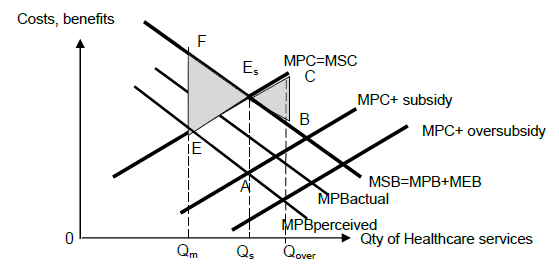 Costs, benefits
F
Es
MPC=MSC
C
MPC+ subsidy
B
MPC+ oversubsidy
E
MSB=MPB+MEB
A
MPBactual
MPBperceived
0
Qty of Healthcare services
Qm
Qs
Qover